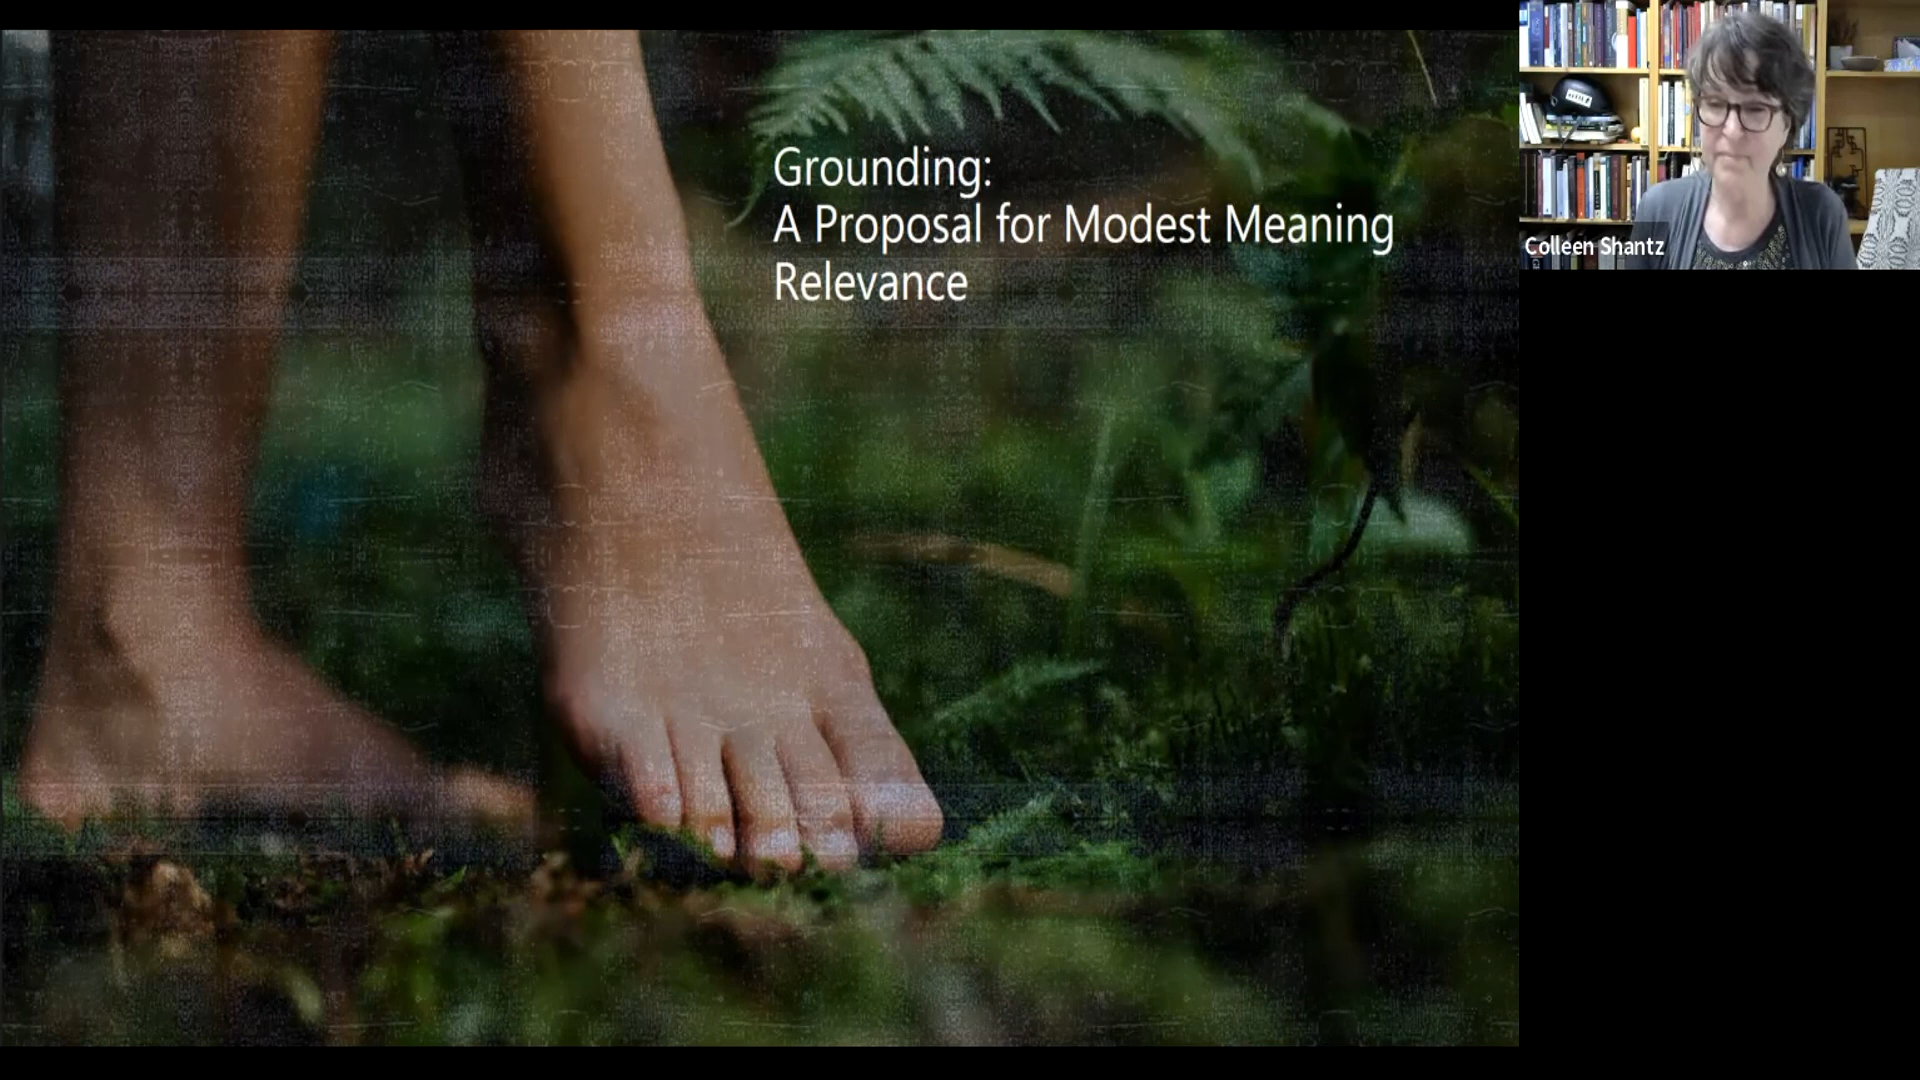 Grounding:
A Proposal for Modest Meaning
Relevance
Colleen Shantz